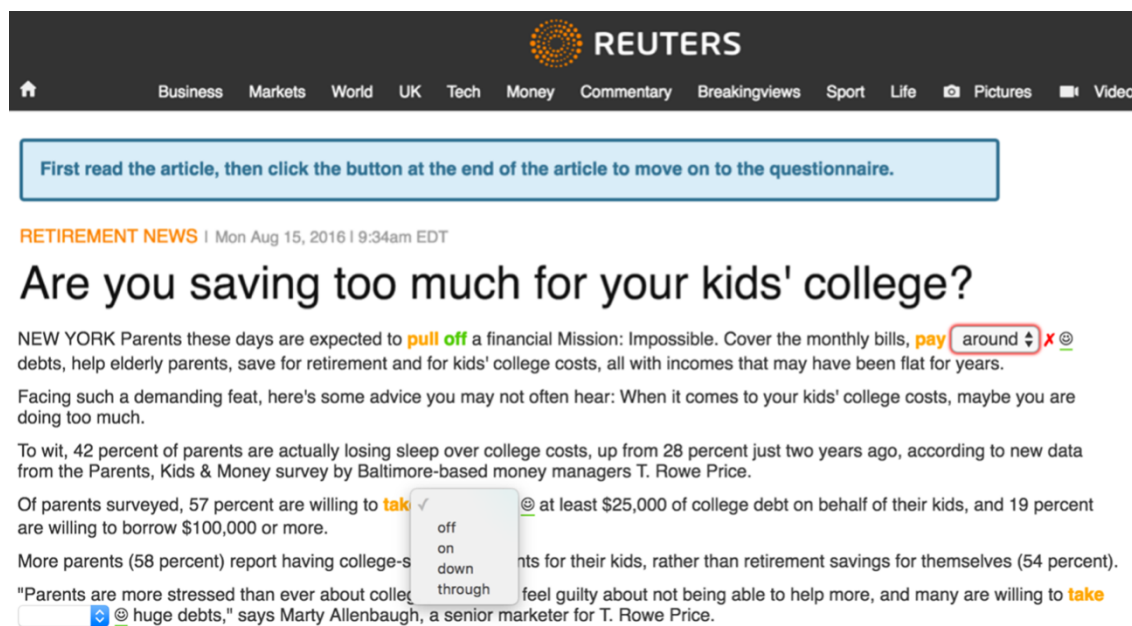 REUTERS
Business Markets World UK Tech Money Commentary Breakingviews Sport Life Pictures Video
First read the article, then click the button at the end of the article to move on to the questionnaire.
RETIREMENT NEWS | Mon Aug 15, 2016 | 9:34am EDT
Are you saving too much for your kids' college?
NEW YORK Parents these days are expected to pull off a financial Mission: Impossible. Cover the monthly bills, pay around ✗ ☺
debts, help elderly parents, save for retirement and for kids' college costs, all with incomes that may have been flat for years.
Facing such a demanding feat, here's some advice you may not often hear: When it comes to your kids' college costs, maybe you are
doing too much.
To wit, 42 percent of parents are actually losing sleep over college costs, up from 28 percent just two years ago, according to new data
from the Parents, Kids & Money survey by Baltimore-based money managers T. Rowe Price.
Of parents surveyed, 57 percent are willing to tak ✓ ☺ at least $25,000 of college debt on behalf of their kids, and 19 percent
are willing to borrow $100,000 or more.
off
on
down
through
More parents (58 percent) report having college-s nts for their kids, rather than retirement savings for themselves (54 percent).
"Parents are more stressed than ever about colleg feel guilty about not being able to help more, and many are willing to take
☺ huge debts," says Marty Allenbaugh, a senior marketer for T. Rowe Price.